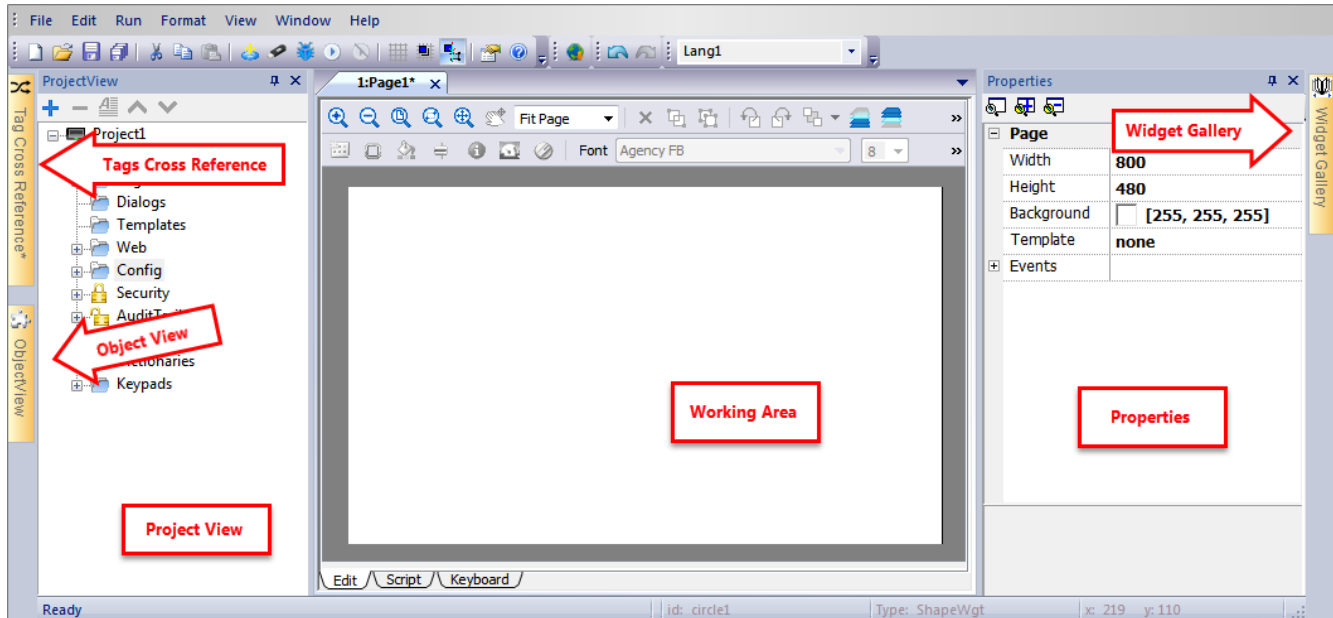 File Edit Run Format View Window Help
Lang1
ProjectView
1:Page1*
Properties
Fit Page
Font Agency FB 8
Project1
Tags Cross Reference
Dialogs
Templates
Web
Config
Security
Object View
Keypads
Project View
Working Area
Page
Width 800
Height 480
Background [255, 255, 255]
Template none
Events
Widget Gallery
Properties
Tag Cross Reference*
ObjectView
Widget Gallery
Edit Script Keyboard
Ready id: circle1 Type: ShapeWgt x: 219 y: 110